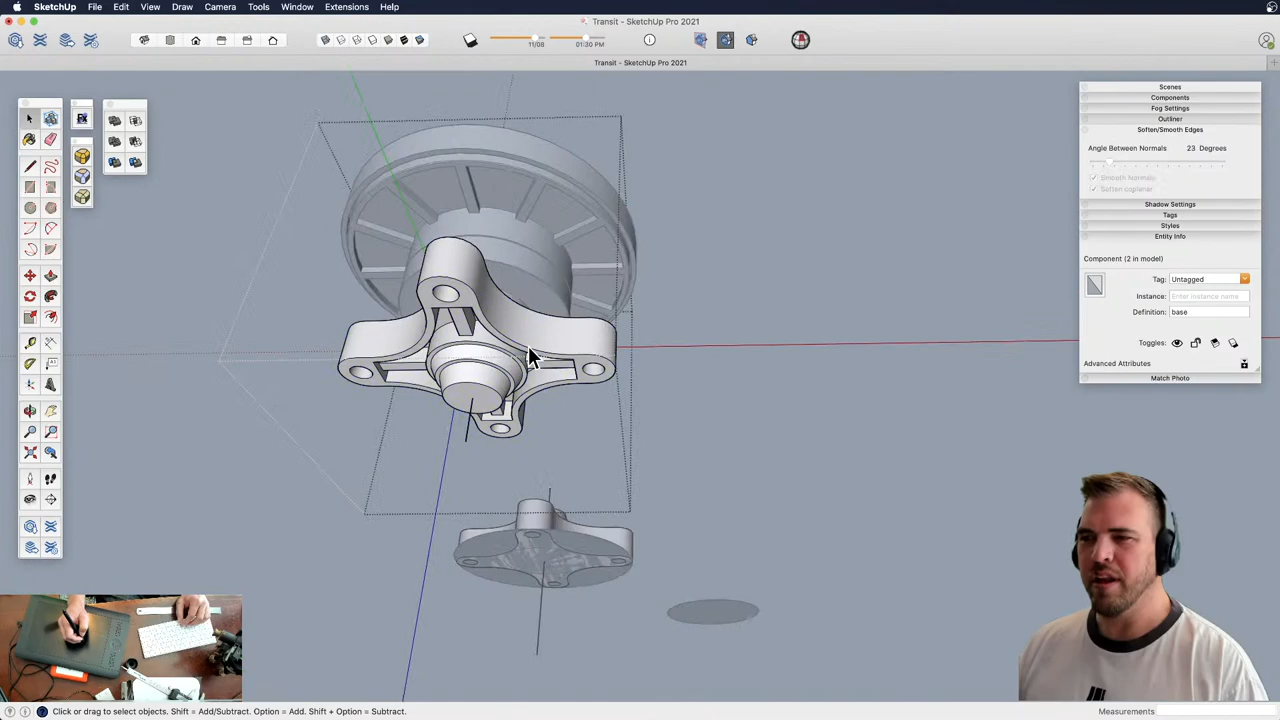 SketchUp File Edit View Draw Camera Tools Window Extensions Help
Transit - SketchUp Pro 2021
11/08 01:30 PM
Transit - SketchUp Pro 2021
Scenes
Components
Fog Settings
Outliner
Soften/Smooth Edges
Angle Between Normals 23 Degrees
Smooth Normals
Soften coplanar
Shadow Settings
Tags
Styles
Entity Info
Component (2 in model)
Tag: Untagged
Instance: Enter instance name
Definition: base
Toggles:
Advanced Attributes
Match Photo
Click or drag to select objects. Shift = Add/Subtract. Option = Add. Shift + Option = Subtract.
Measurements